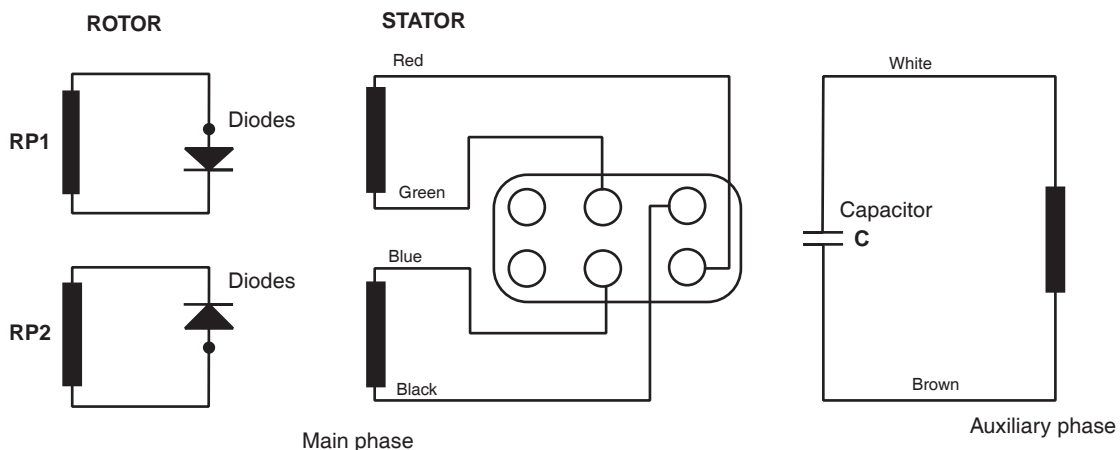 ROTOR
STATOR
Red
White
Diodes
RP1
Green
Capacitor
C
Blue
Diodes
RP2
Black
Brown
Main phase
Auxiliary phase